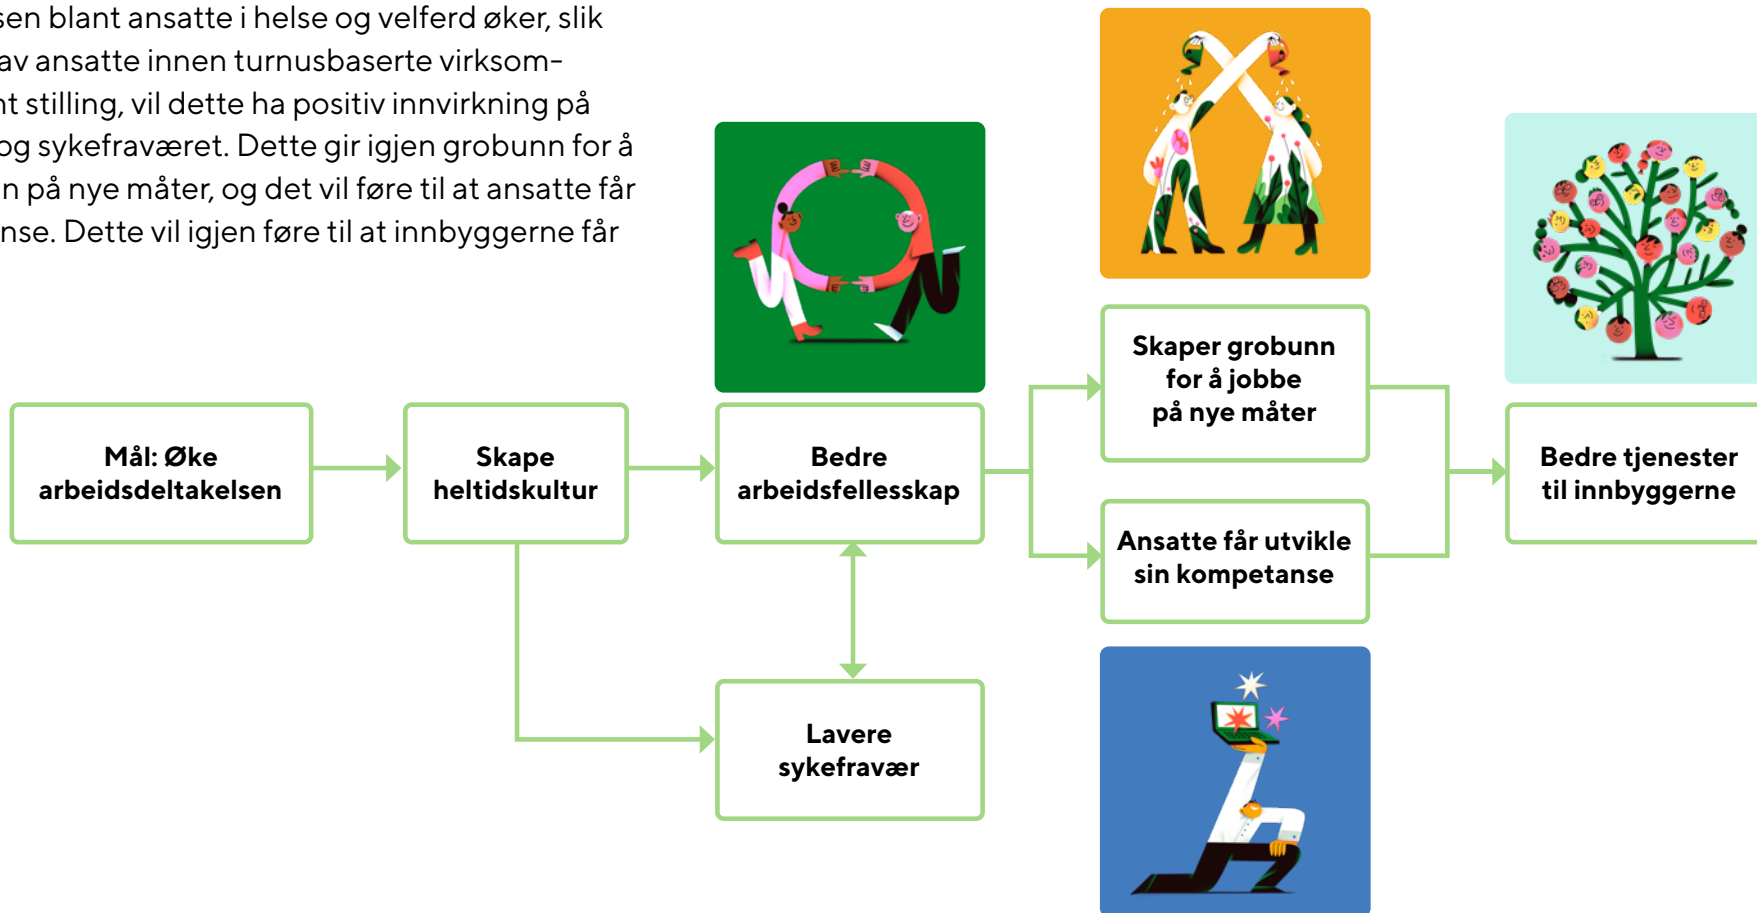 sen blant ansatte i helse og velferd øker, slik
av ansatte innen turnusbaserte virksom-
nt stilling, vil dette ha positiv innvirkning på
og sykefraværet. Dette gir igjen grobunn for å
n på nye måter, og det vil føre til at ansatte får
nse. Dette vil igjen føre til at innbyggerne får
Mål: Øke
arbeidsdeltakelsen
Skape
heltidskultur
Bedre
arbeidsfellesskap
Lavere
sykefravær
Skaper grobunn
for å jobbe
på nye måter
Ansatte får utvikle
sin kompetanse
Bedre tjenester
til innbyggerne